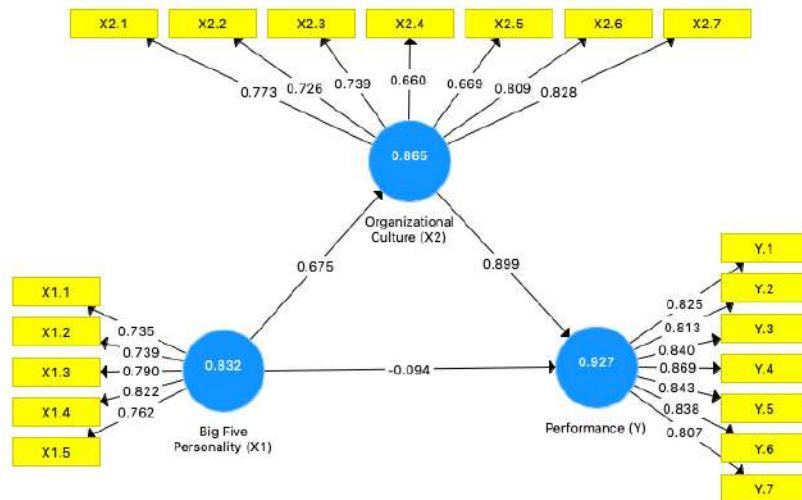 X2.1 X2.2 X2.3 X2.4 X2.5 X2.6 X2.7
0.773 0.726 0.739 0.660 0.669 0.809 0.828
0.865
Organizational
Culture (X2)
0.675 0.899
X1.1
X1.2
X1.3
X1.4
X1.5
0.735
0.739
0.790
0.822
0.762
0.832
Big Five
Personality (X1)
-0.094
0.927
Performance (Y)
0.825
0.813
0.840
0.869
0.843
0.838
0.807
Y.1
Y.2
Y.3
Y.4
Y.5
Y.6
Y.7